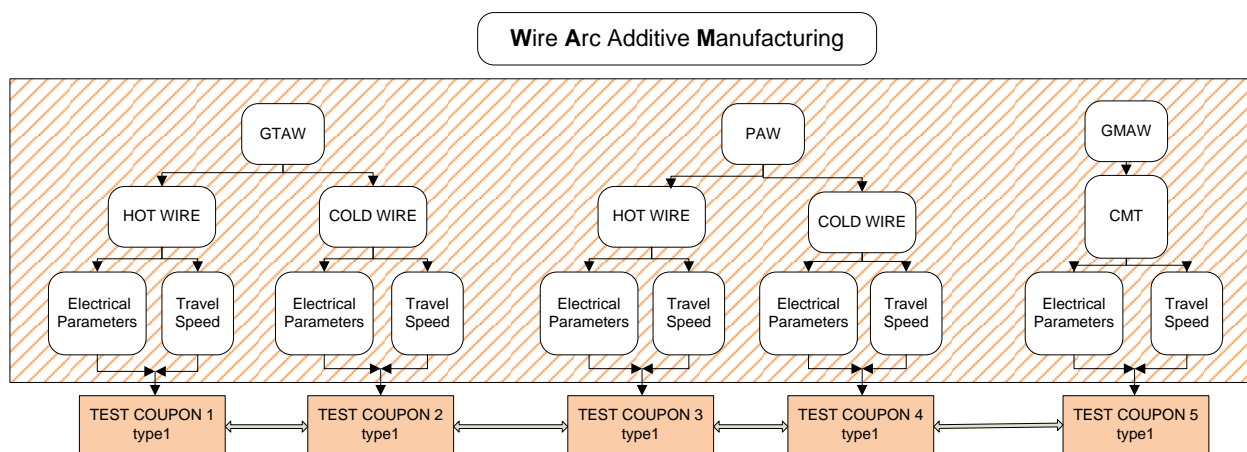 Wire Arc Additive Manufacturing
GTAW
PAW
GMAW
HOT WIRE
COLD WIRE
HOT WIRE
COLD WIRE
CMT
Electrical
Parameters
Travel
Speed
Electrical
Parameters
Travel
Speed
Electrical
Parameters
Travel
Speed
Electrical
Parameters
Travel
Speed
Electrical
Parameters
Travel
Speed
TEST COUPON 1
type1
TEST COUPON 2
type1
TEST COUPON 3
type1
TEST COUPON 4
type1
TEST COUPON 5
type1